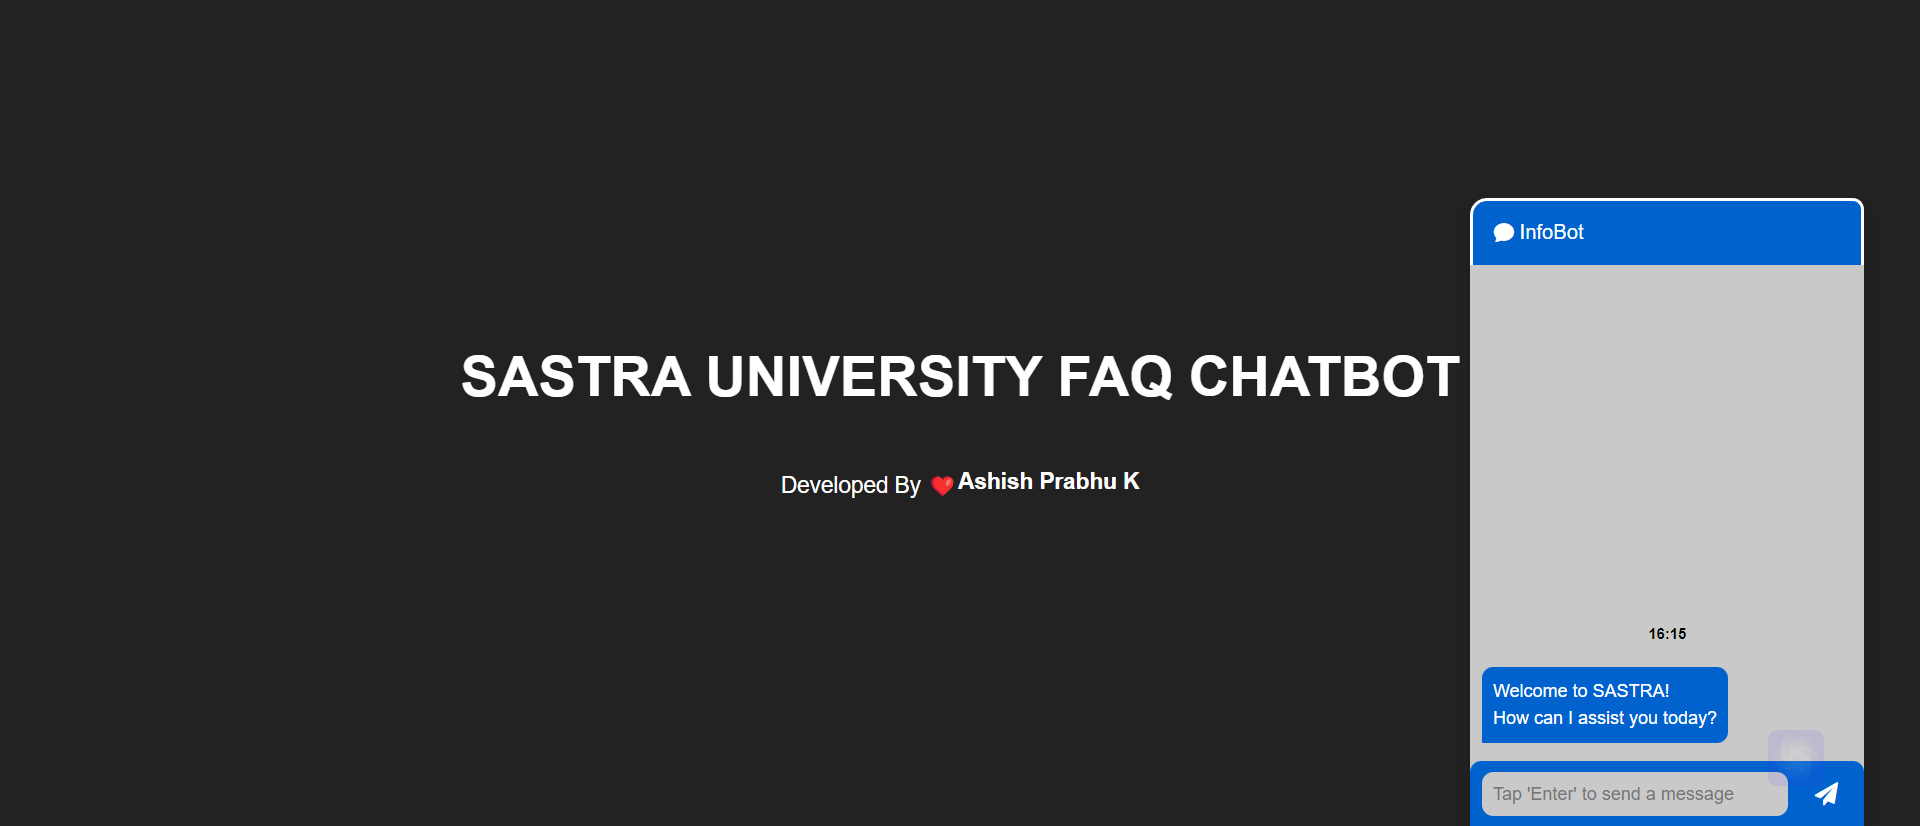 SASTRA UNIVERSITY FAQ CHATBOT
Developed By ❤️ Ashish Prabhu K
InfoBot
16:15
Welcome to SASTRA!
How can I assist you today?
Tap 'Enter' to send a message